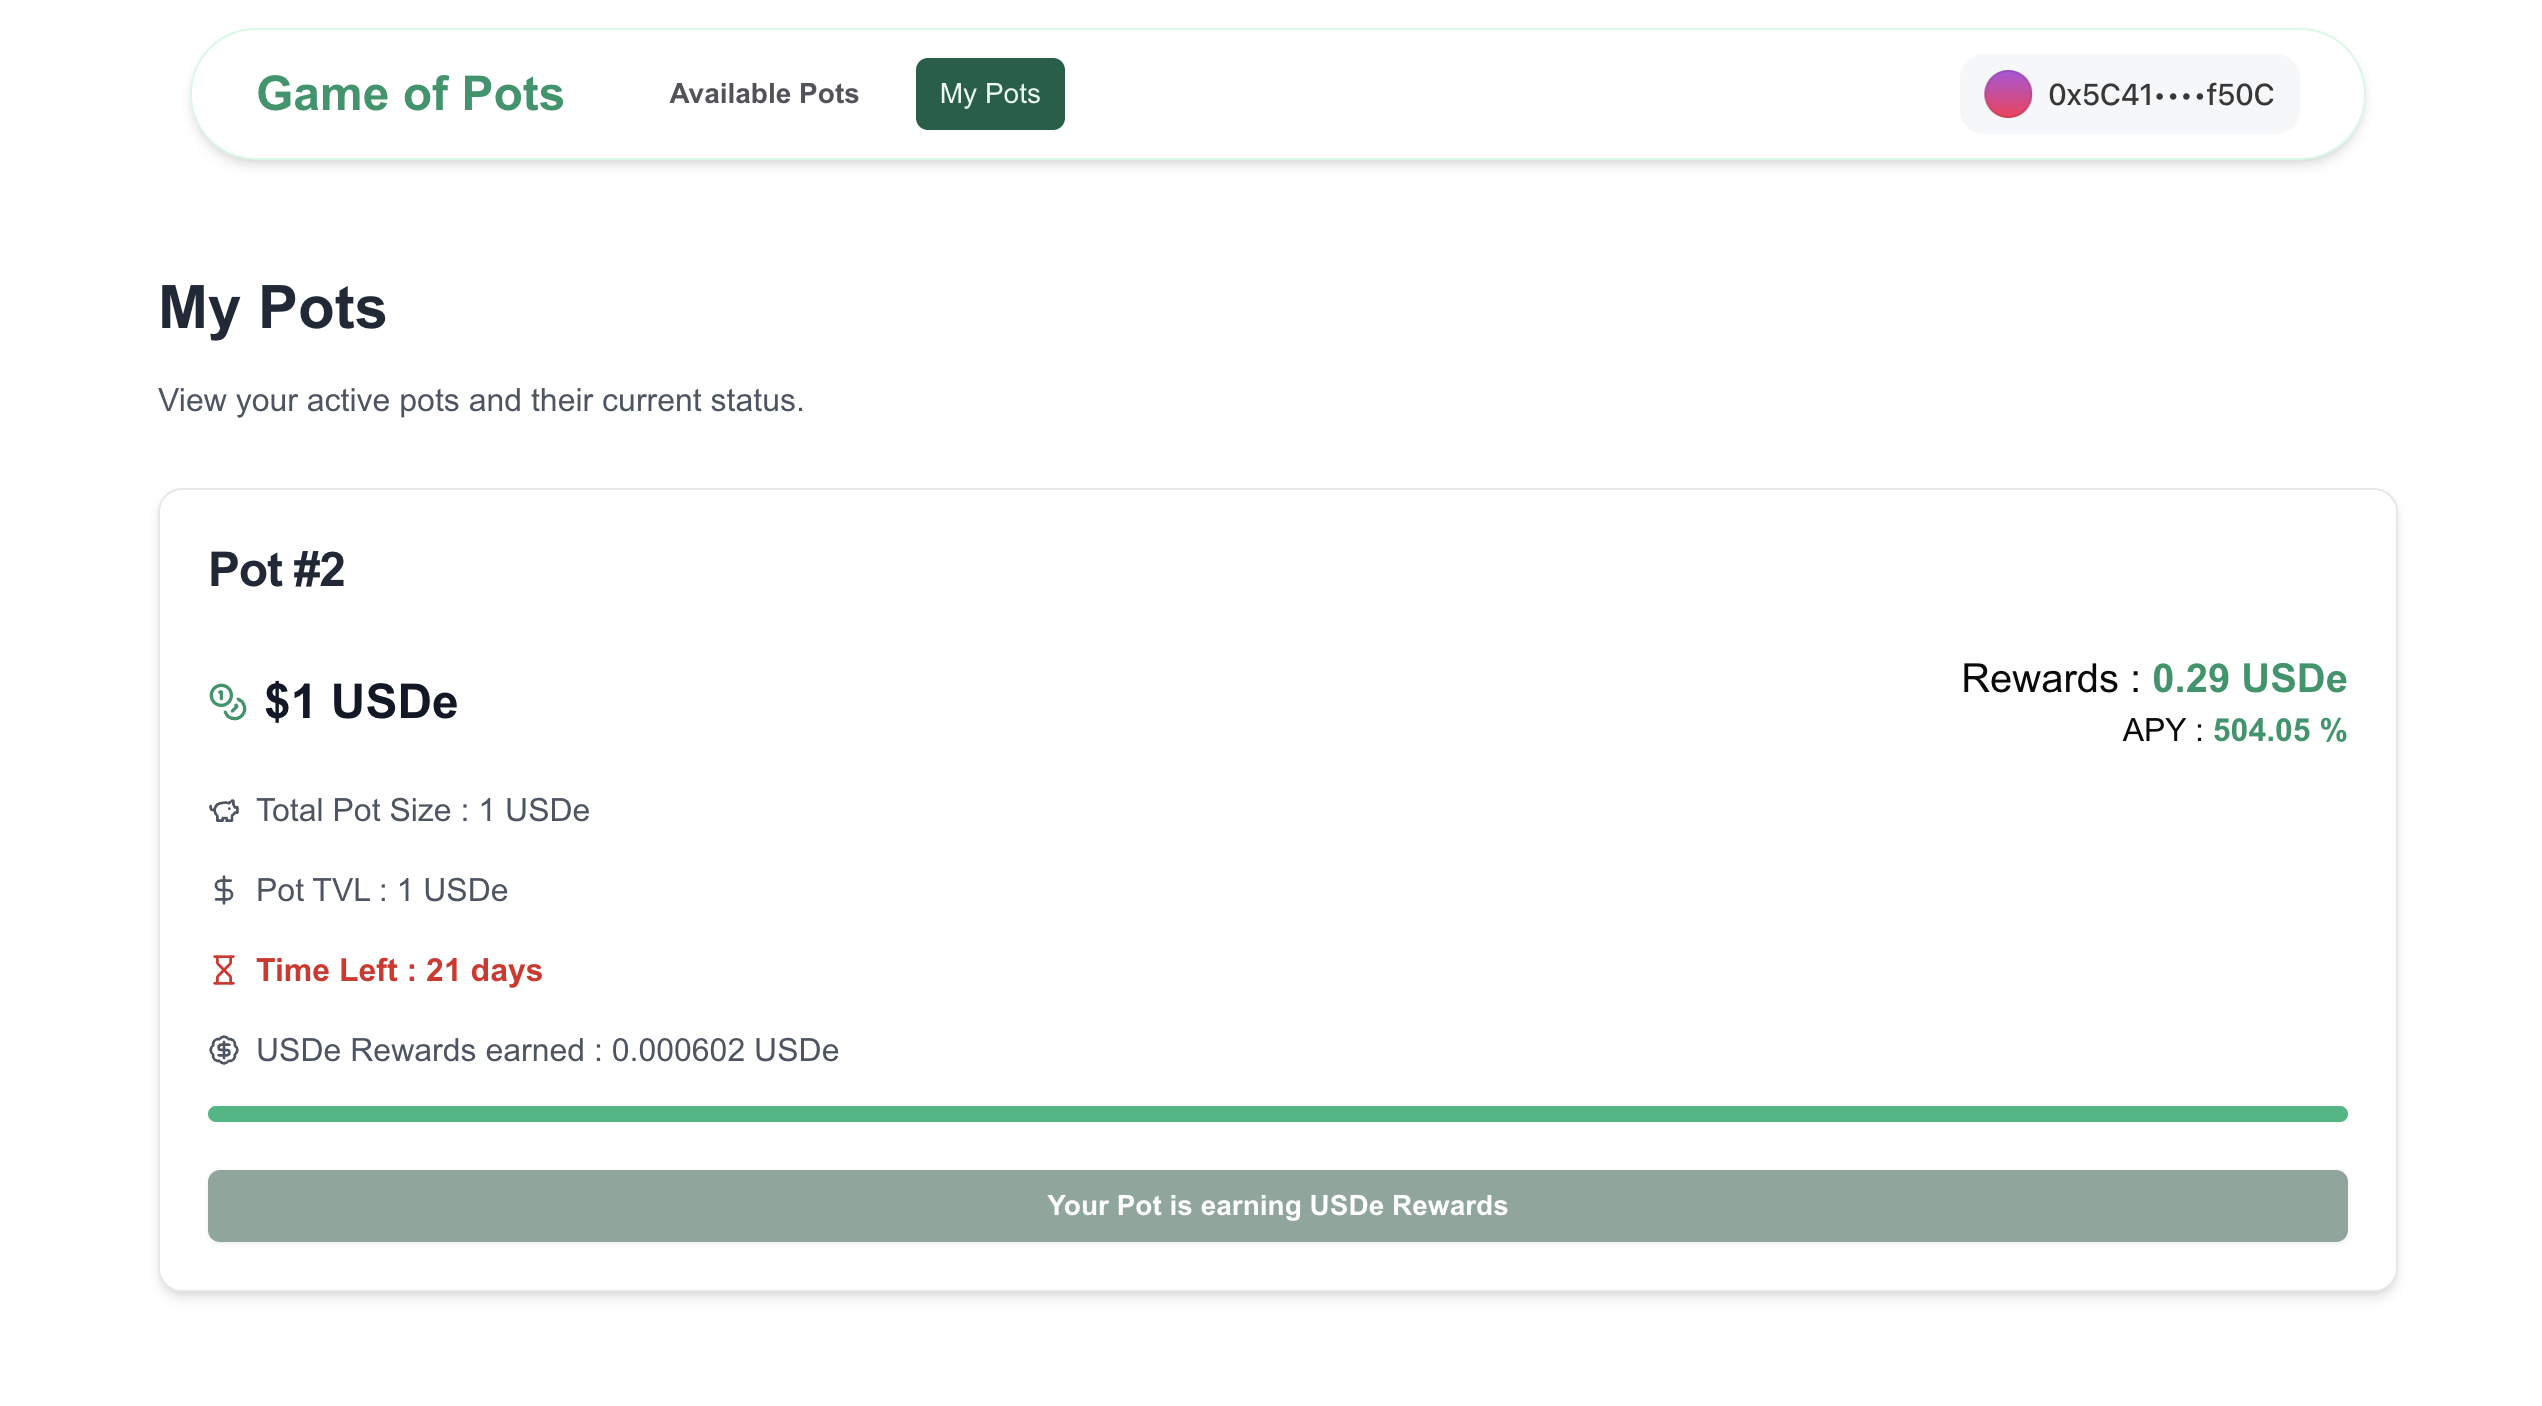 Game of Pots
Available Pots
My Pots
0x5C41••••f50C
My Pots
View your active pots and their current status.
Pot #2
$1 USDe
Rewards : 0.29 USDe
APY : 504.05 %
Total Pot Size : 1 USDe
Pot TVL : 1 USDe
Time Left : 21 days
USDe Rewards earned : 0.000602 USDe
Your Pot is earning USDe Rewards